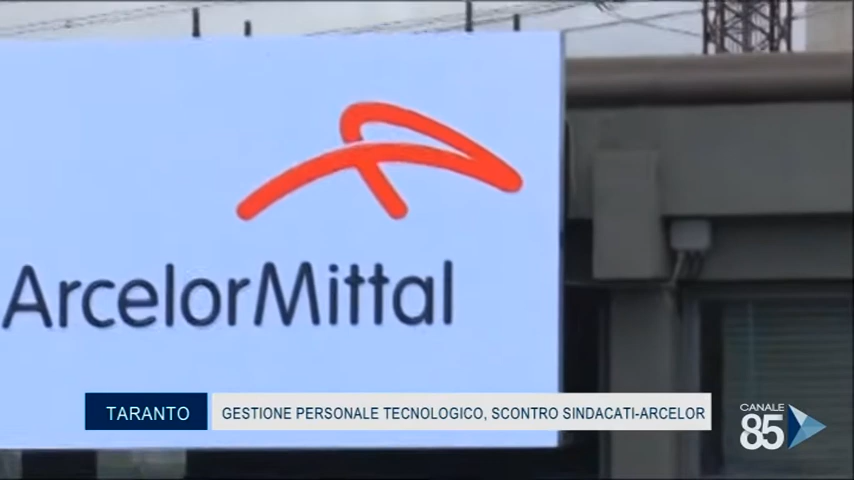 ArcelorMittal
TARANTO
GESTIONE PERSONALE TECNOLOGICO, SCONTRO SINDACATI-ARCELOR
CANALE
85